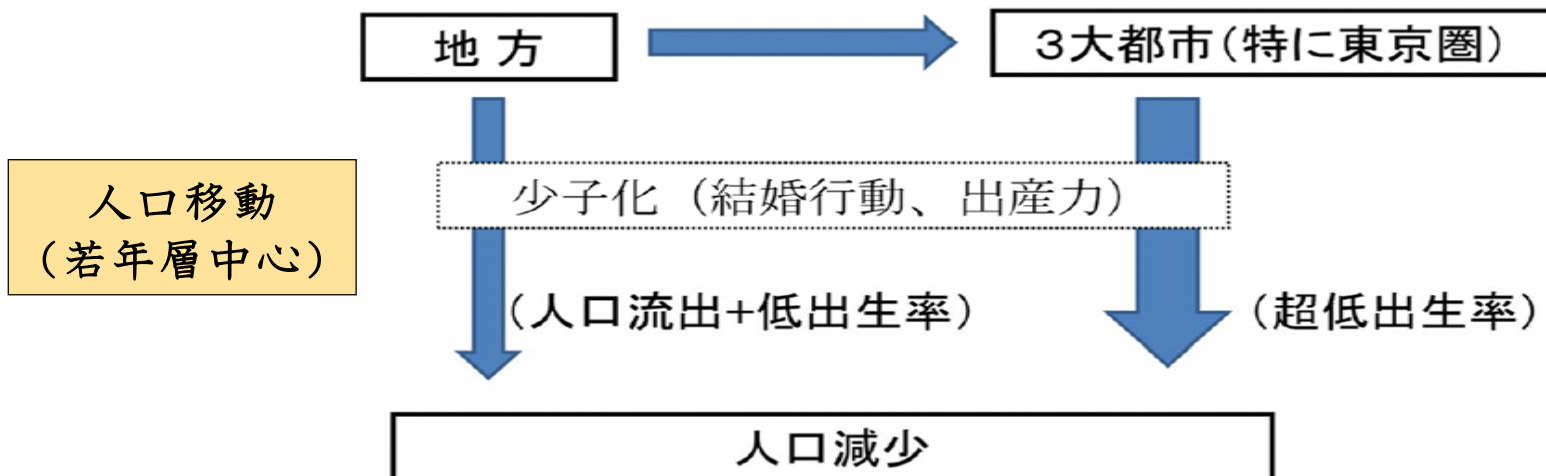 地方
３大都市(特に東京圏)
人口移動
(若年層中心)
少子化（結婚行動、出産力）
(人口流出+低出生率)
(超低出生率)
人口減少